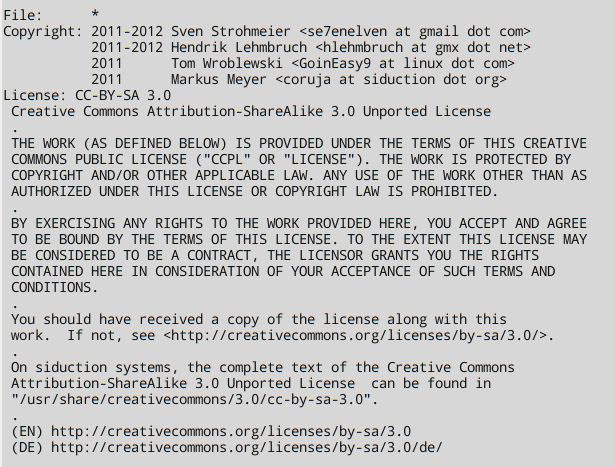 File:      *
Copyright: 2011-2012 Sven Strohmeier <se7enelven at gmail dot com>
           2011-2012 Hendrik Lehmbruch <hlehmbruch at gmx dot net>
           2011      Tom Wroblewski <GoinEasy9 at linux dot com>
           2011      Markus Meyer <coruja at siduction dot org>
License: CC-BY-SA 3.0
 Creative Commons Attribution-ShareAlike 3.0 Unported License
 .
 THE WORK (AS DEFINED BELOW) IS PROVIDED UNDER THE TERMS OF THIS CREATIVE
 COMMONS PUBLIC LICENSE ("CCPL" OR "LICENSE"). THE WORK IS PROTECTED BY
 COPYRIGHT AND/OR OTHER APPLICABLE LAW. ANY USE OF THE WORK OTHER THAN AS
 AUTHORIZED UNDER THIS LICENSE OR COPYRIGHT LAW IS PROHIBITED.
 .
 BY EXERCISING ANY RIGHTS TO THE WORK PROVIDED HERE, YOU ACCEPT AND AGREE
 TO BE BOUND BY THE TERMS OF THIS LICENSE. TO THE EXTENT THIS LICENSE MAY
 BE CONSIDERED TO BE A CONTRACT, THE LICENSOR GRANTS YOU THE RIGHTS
 CONTAINED HERE IN CONSIDERATION OF YOUR ACCEPTANCE OF SUCH TERMS AND
 CONDITIONS.
 .
 You should have received a copy of the license along with this
 work.  If not, see <http://creativecommons.org/licenses/by-sa/3.0/>.
 .
 On siduction systems, the complete text of the Creative Commons
 Attribution-ShareAlike 3.0 Unported License  can be found in
 "/usr/share/creativecommons/3.0/cc-by-sa-3.0".
 .
 (EN) http://creativecommons.org/licenses/by-sa/3.0
 (DE) http://creativecommons.org/licenses/by-sa/3.0/de/